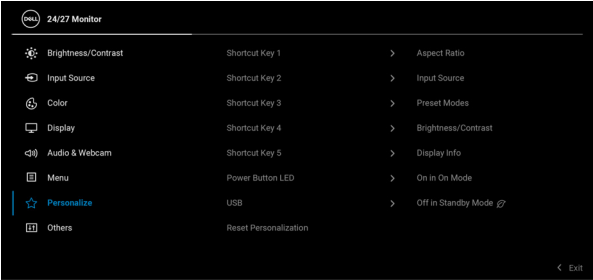 DELL 24/27 Monitor
Brightness/Contrast Shortcut Key 1 > Aspect Ratio
Input Source Shortcut Key 2 > Input Source
Color Shortcut Key 3 > Preset Modes
Display Shortcut Key 4 > Brightness/Contrast
Audio & Webcam Shortcut Key 5 > Display Info
Menu Power Button LED > On in On Mode
Personalize USB > Off in Standby Mode
Others Reset Personalization
< Exit